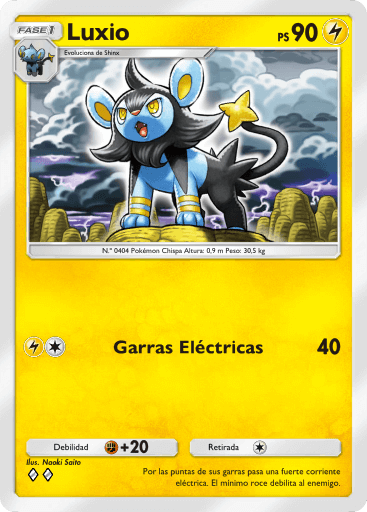 FASE 1
Luxio
PS 90
Evoluciona de Shinx
N.º 0404 Pokémon Chispa Altura: 0,9 m Peso: 30,5 kg
Garras Eléctricas 40
Debilidad +20 Retirada
Ilus. Naoki Saito
Por las puntas de sus garras pasa una fuerte corriente
eléctrica. El mínimo roce debilita al enemigo.